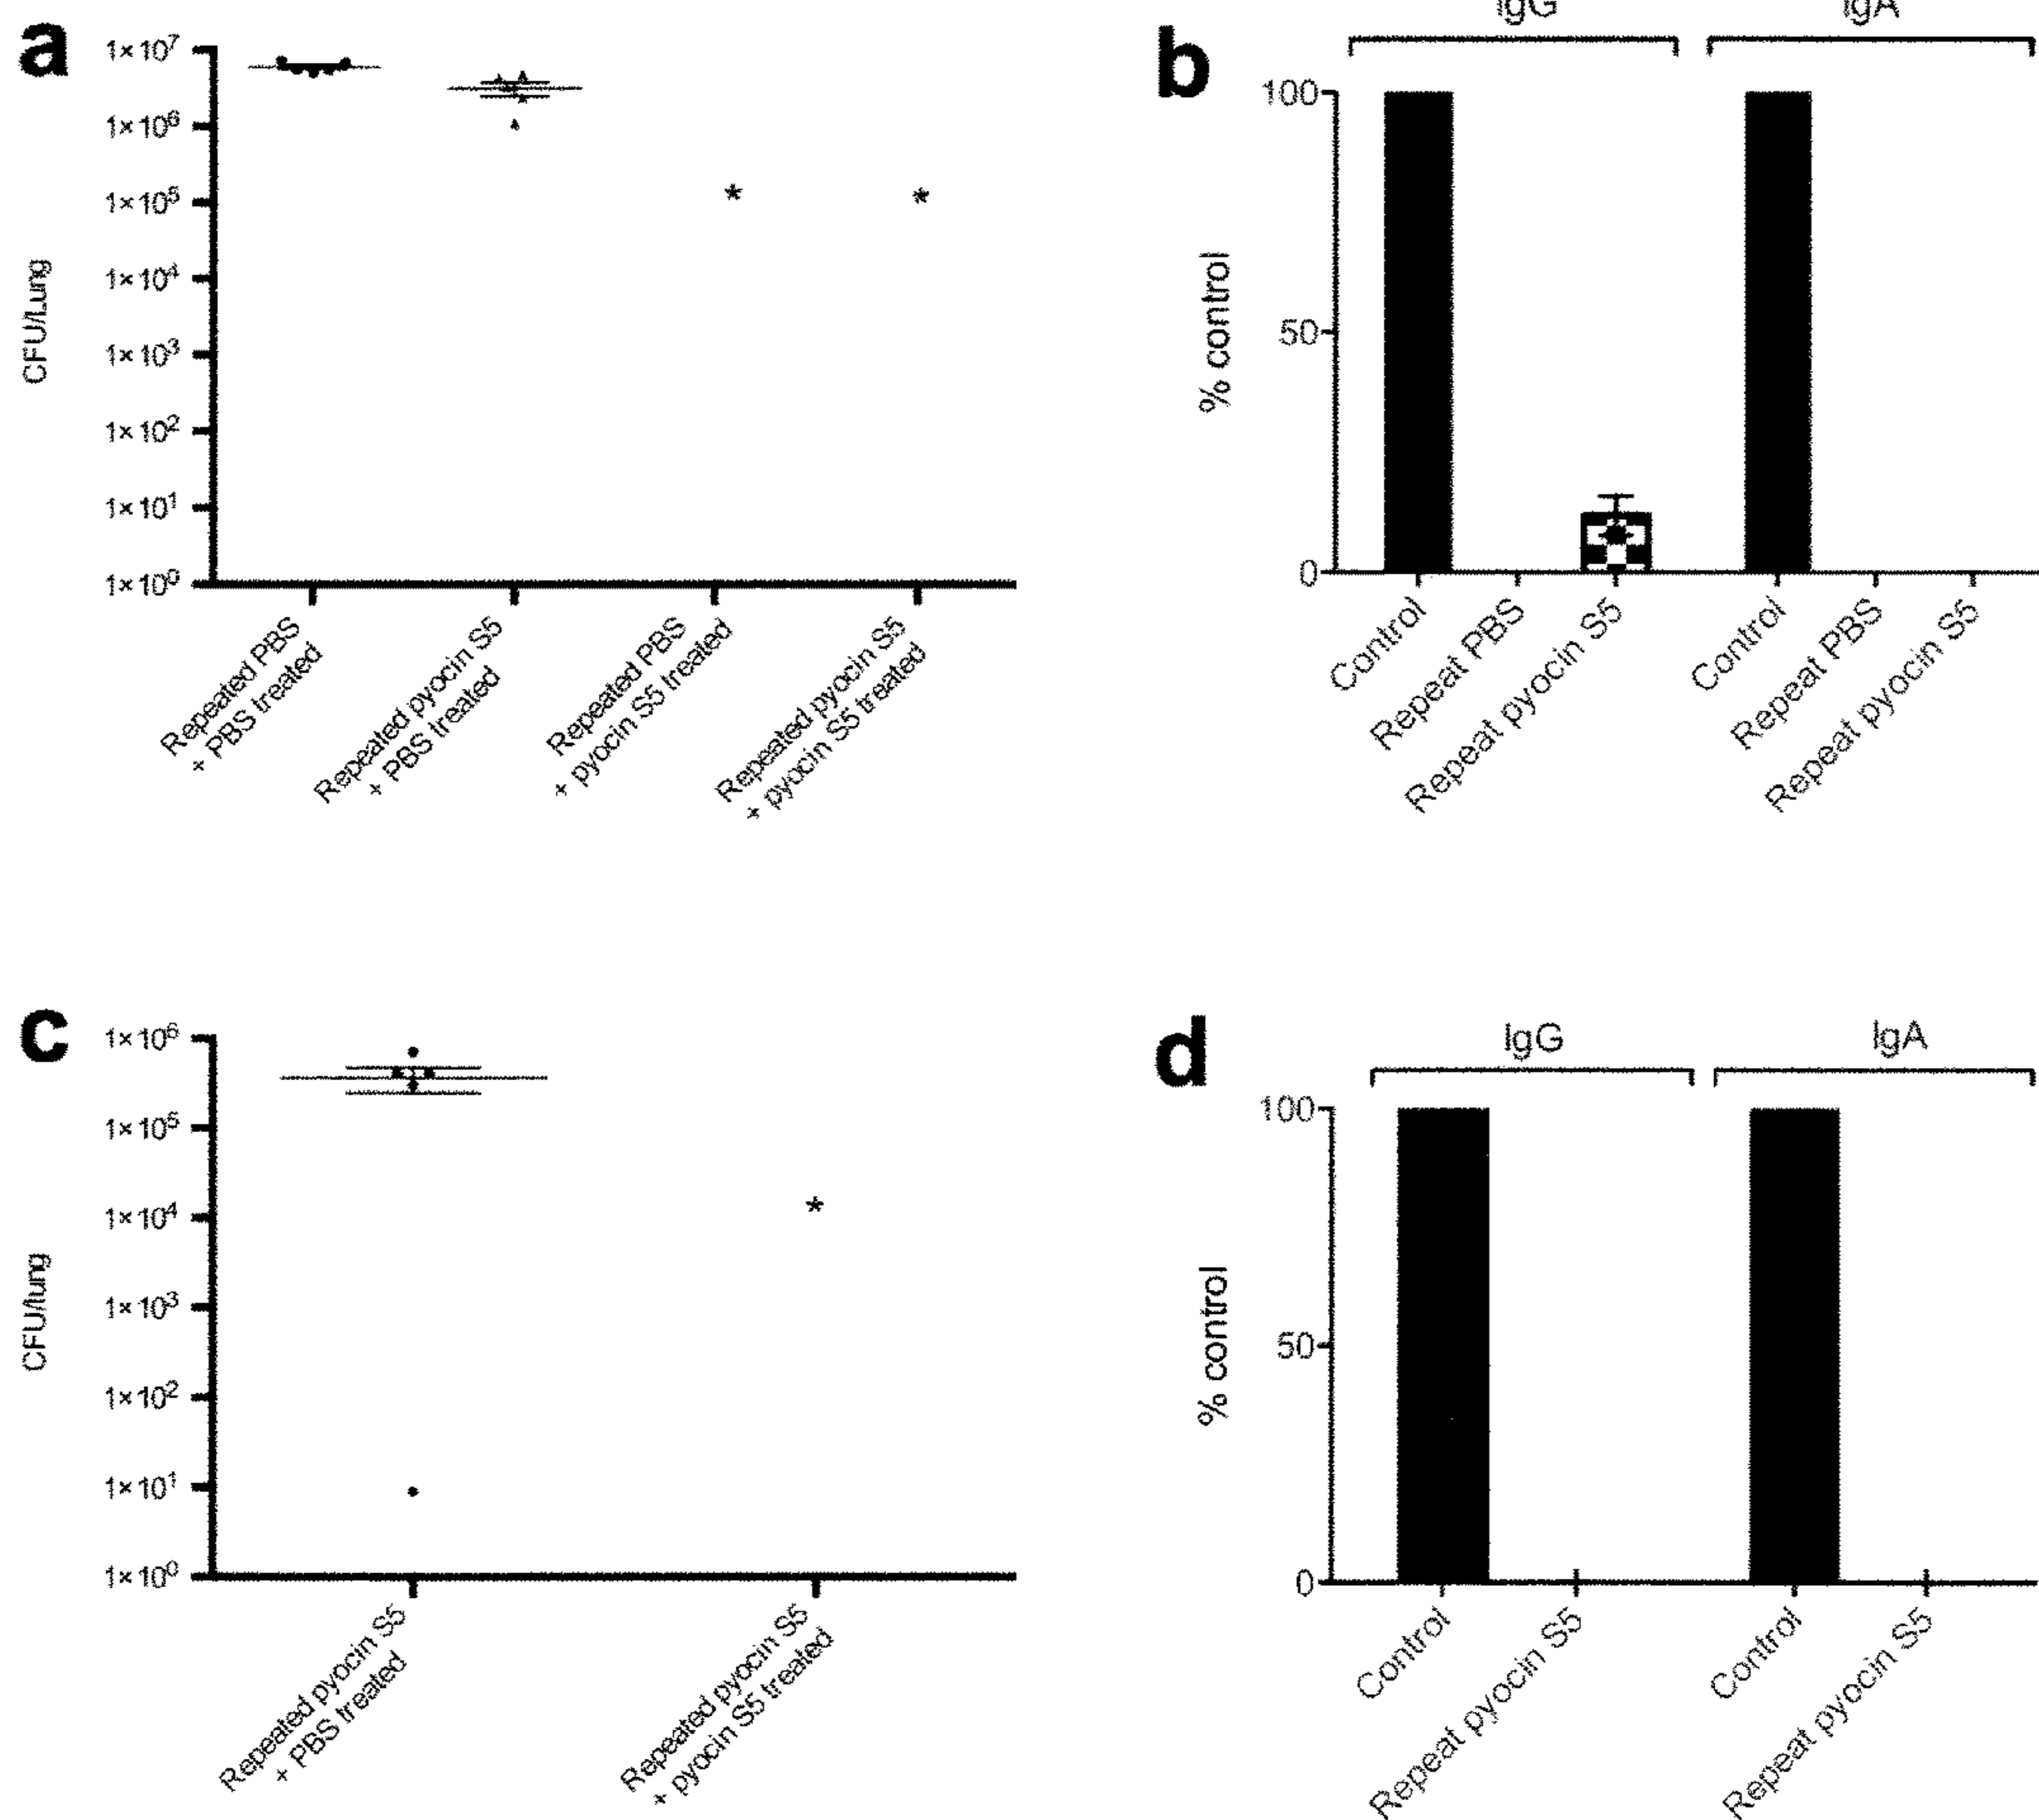 a
1×10⁷
1×10⁶
1×10⁵
1×10⁴
1×10³
1×10²
1×10¹
1×10⁰
CFU/Lung
Repeated PBS
+ PBS treated
Repeated pyocin S5
+ PBS treated
Repeated PBS
+ pyocin S5 treated
Repeated pyocin S5
+ pyocin S5 treated
*
*
b
IgG
IgA
100
50
0
% control
*
Control
Repeat PBS
Repeat pyocin S5
Control
Repeat PBS
Repeat pyocin S5
c
1×10⁶
1×10⁵
1×10⁴
1×10³
1×10²
1×10¹
1×10⁰
CFU/lung
*
Repeated pyocin S5
+ PBS treated
Repeated pyocin S5
+ pyocin S5 treated
d
IgG
IgA
100
50
0
% control
Control
Repeat pyocin S5
Control
Repeat pyocin S5